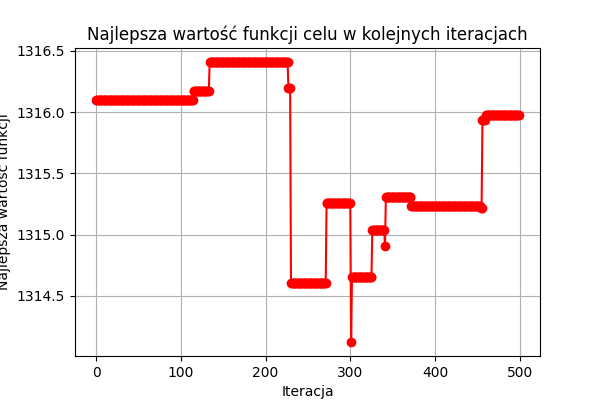 Najlepsza wartość funkcji celu w kolejnych iteracjach
1316.5
1316.0
1315.5
1315.0
1314.5
Najlepsza wartość funkcji
0 100 200 300 400 500
Iteracja